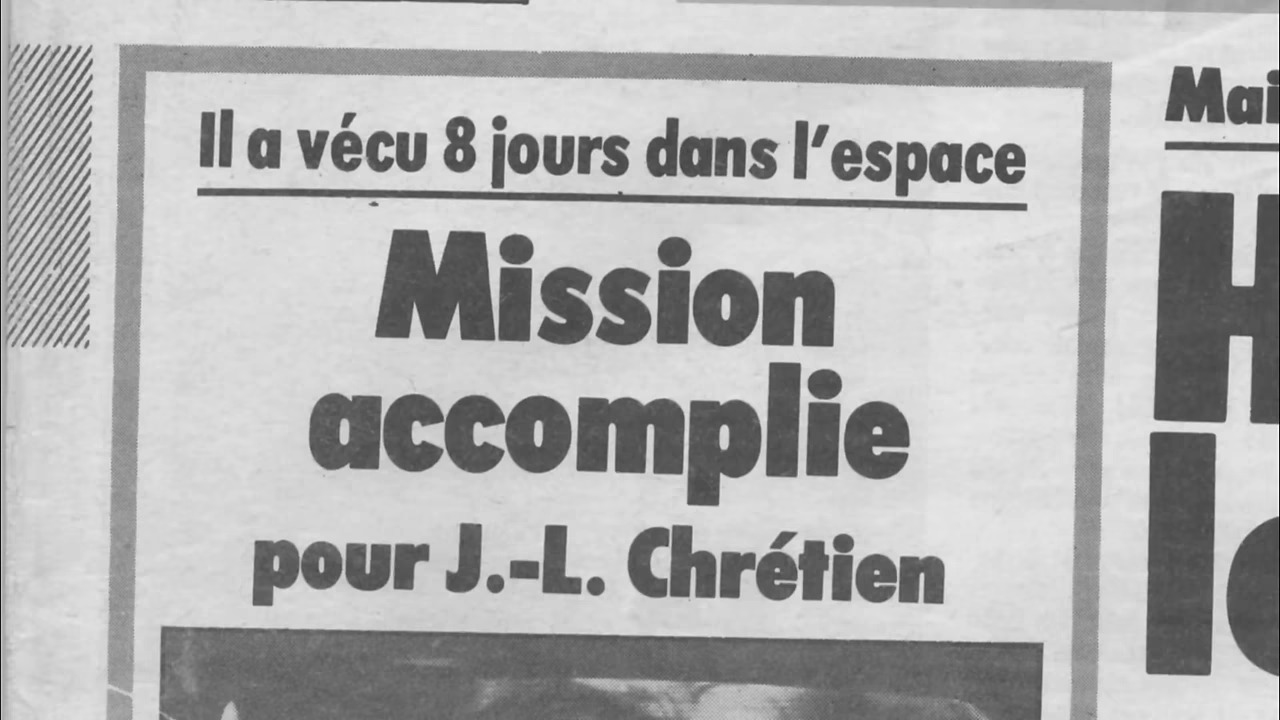 Il a vécu 8 jours dans l'espace
Mission
accomplie
pour J.-L. Chrétien